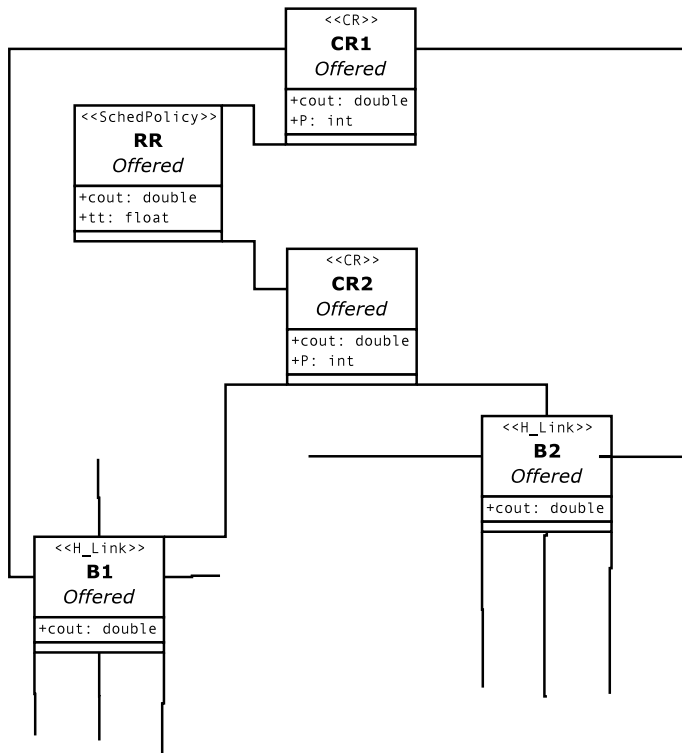 <<CR>>
CR1
Offered
+cout: double
+P: int
<<SchedPolicy>>
RR
Offered
+cout: double
+tt: float
<<CR>>
CR2
Offered
+cout: double
+P: int
<<H_Link>>
B2
Offered
+cout: double
<<H_Link>>
B1
Offered
+cout: double